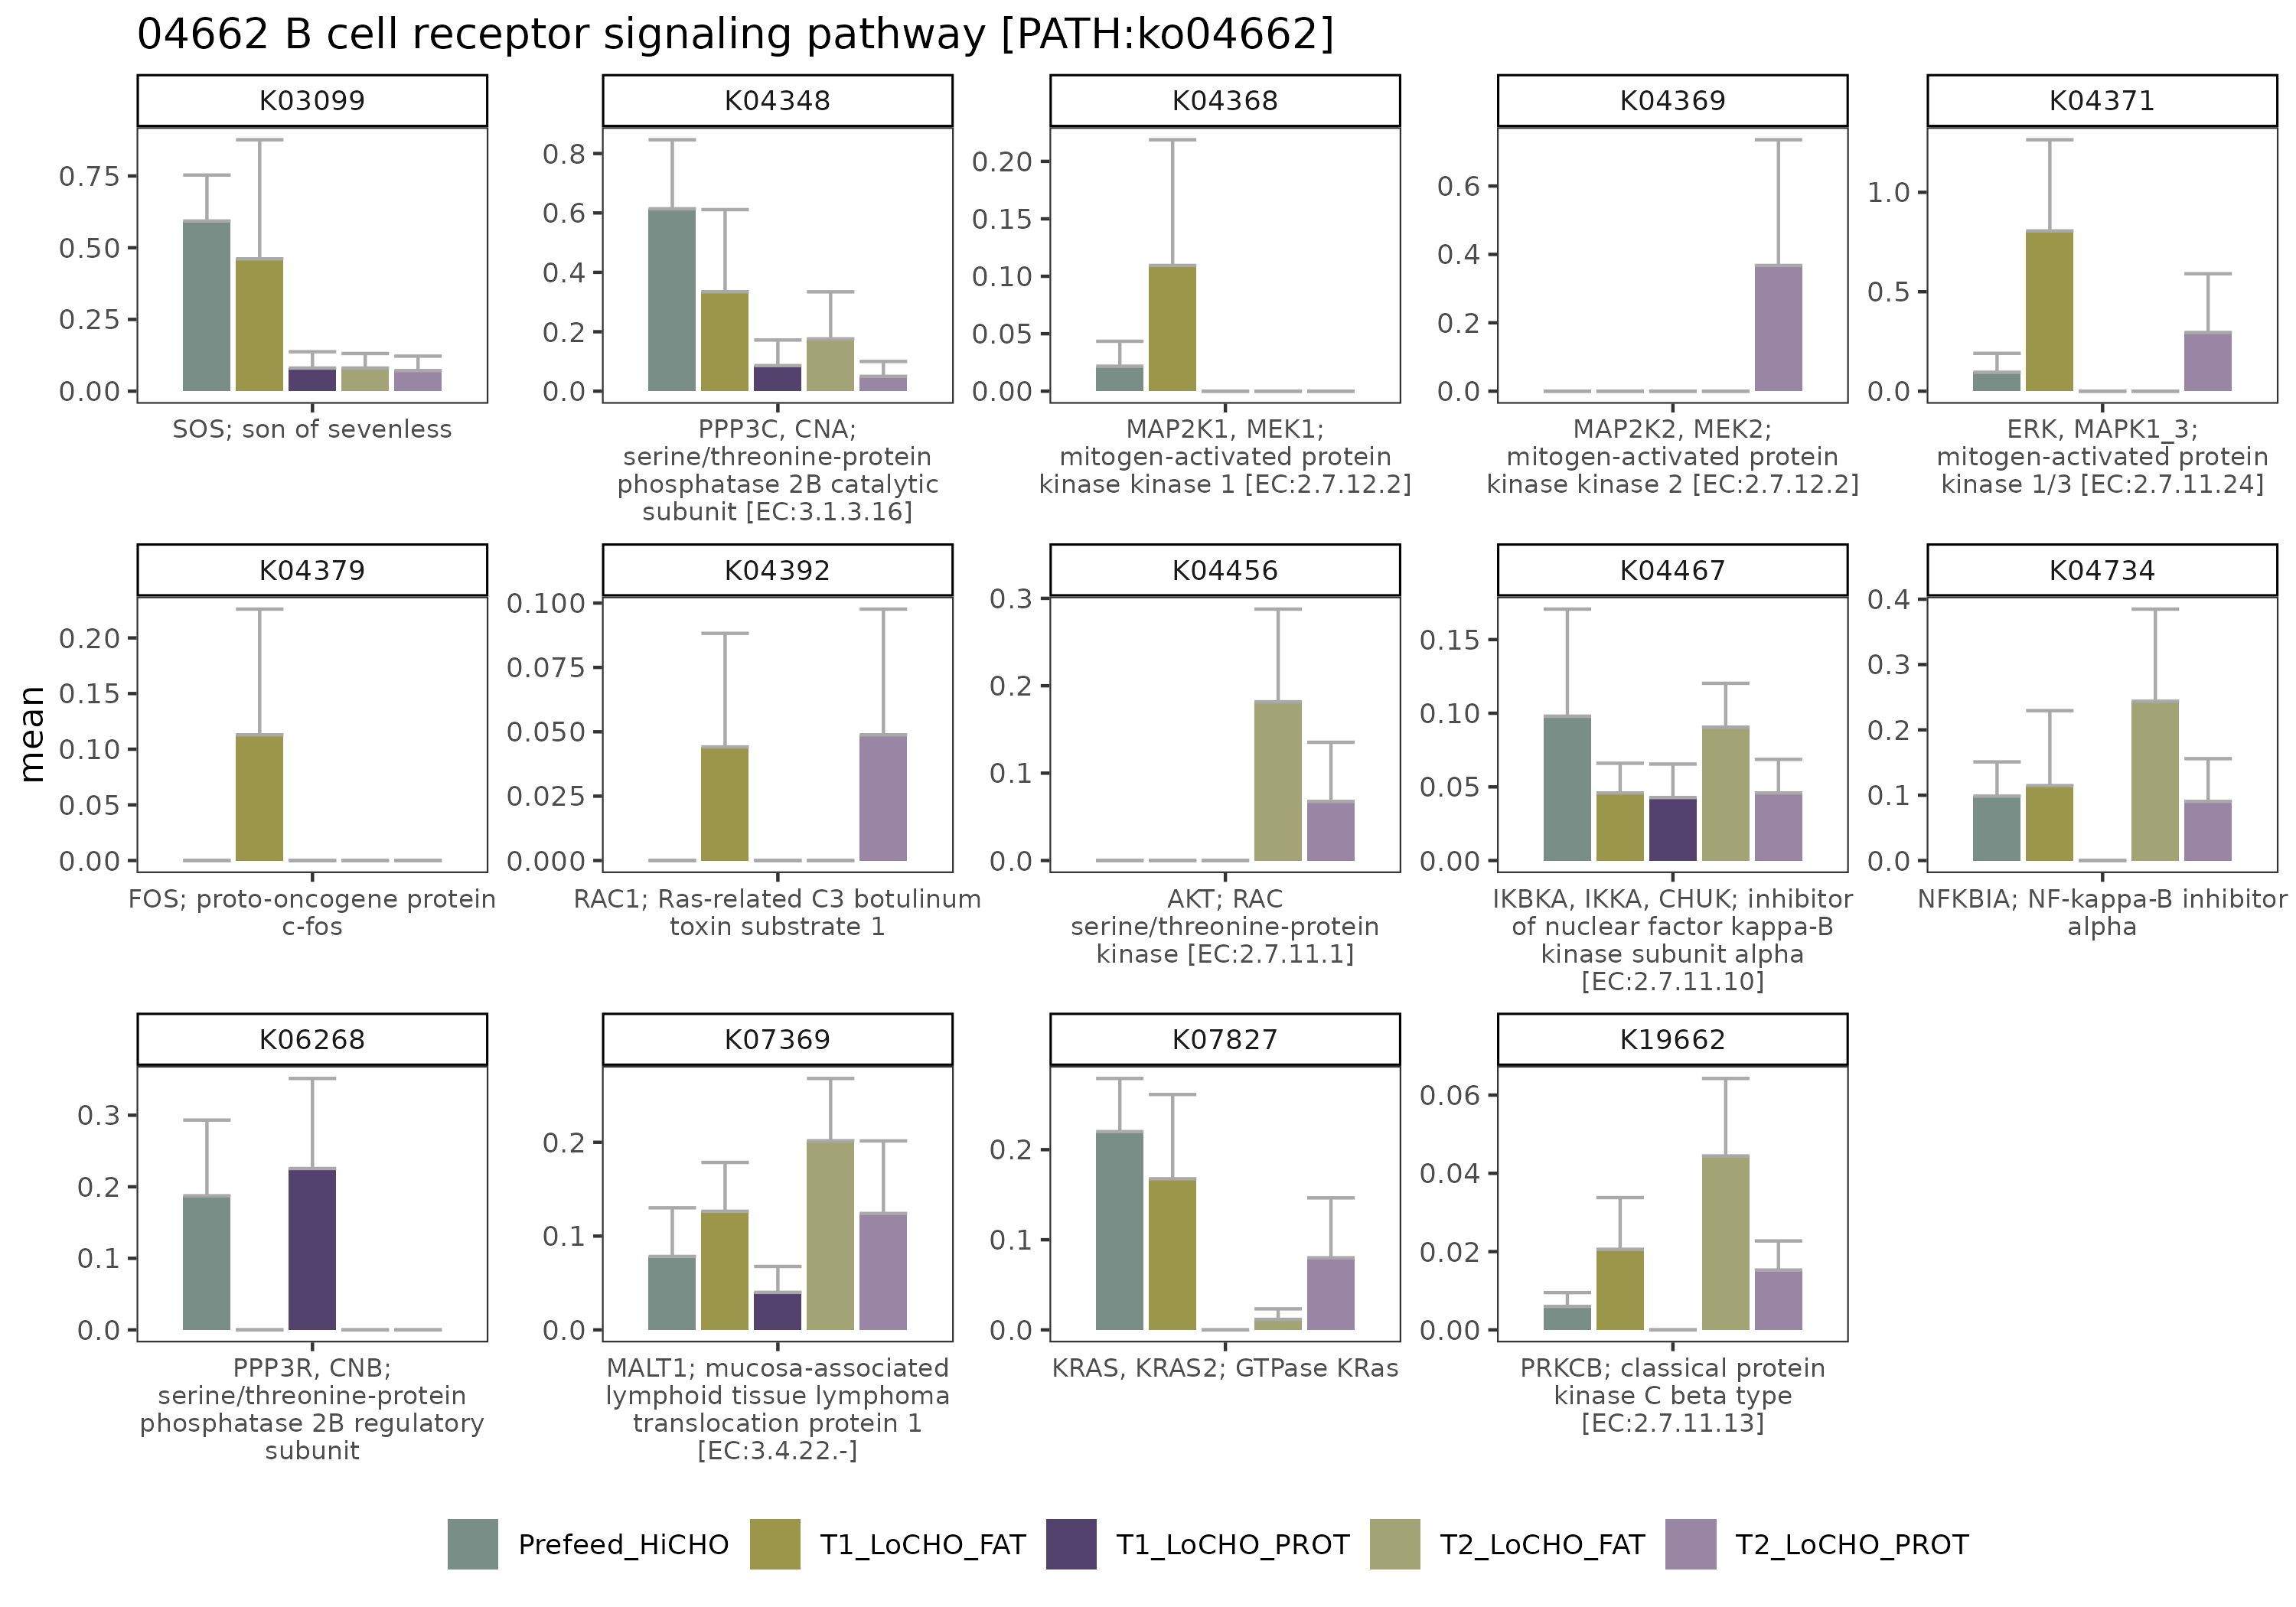 04662 B cell receptor signaling pathway [PATH:ko04662]
K03099
K04348
K04368
K04369
K04371
0.75
0.50
0.25
0.00
0.8
0.6
0.4
0.2
0.0
0.20
0.15
0.10
0.05
0.00
0.6
0.4
0.2
0.0
1.0
0.5
0.0
SOS; son of sevenless
PPP3C, CNA;
serine/threonine-protein
phosphatase 2B catalytic
subunit [EC:3.1.3.16]
MAP2K1, MEK1;
mitogen-activated protein
kinase kinase 1 [EC:2.7.12.2]
MAP2K2, MEK2;
mitogen-activated protein
kinase kinase 2 [EC:2.7.12.2]
ERK, MAPK1_3;
mitogen-activated protein
kinase 1/3 [EC:2.7.11.24]
mean
K04379
K04392
K04456
K04467
K04734
0.20
0.15
0.10
0.05
0.00
0.100
0.075
0.050
0.025
0.000
0.3
0.2
0.1
0.0
0.15
0.10
0.05
0.00
0.4
0.3
0.2
0.1
0.0
FOS; proto-oncogene protein
c-fos
RAC1; Ras-related C3 botulinum
toxin substrate 1
AKT; RAC
serine/threonine-protein
kinase [EC:2.7.11.1]
IKBKA, IKKA, CHUK; inhibitor
of nuclear factor kappa-B
kinase subunit alpha
[EC:2.7.11.10]
NFKBIA; NF-kappa-B inhibitor
alpha
K06268
K07369
K07827
K19662
0.3
0.2
0.1
0.0
0.2
0.1
0.0
0.2
0.1
0.0
0.06
0.04
0.02
0.00
PPP3R, CNB;
serine/threonine-protein
phosphatase 2B regulatory
subunit
MALT1; mucosa-associated
lymphoid tissue lymphoma
translocation protein 1
[EC:3.4.22.-]
KRAS, KRAS2; GTPase KRas
PRKCB; classical protein
kinase C beta type
[EC:2.7.11.13]
Prefeed_HiCHO
T1_LoCHO_FAT
T1_LoCHO_PROT
T2_LoCHO_FAT
T2_LoCHO_PROT